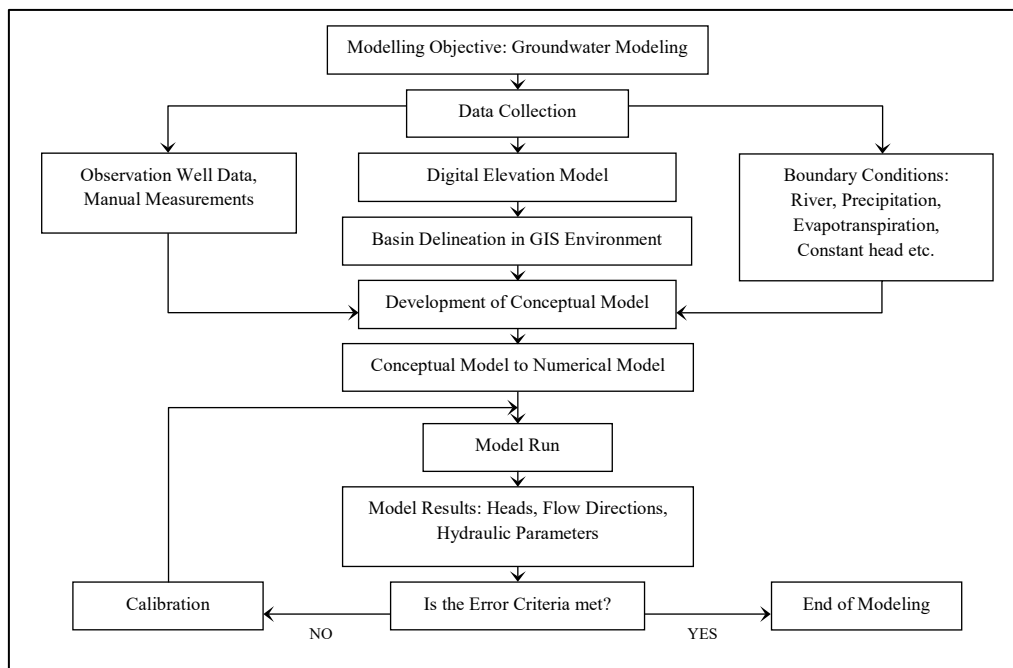 Modelling Objective: Groundwater Modeling
Data Collection
Observation Well Data,
Manual Measurements
Digital Elevation Model
Boundary Conditions:
River, Precipitation,
Evapotranspiration,
Constant head etc.
Basin Delineation in GIS Environment
Development of Conceptual Model
Conceptual Model to Numerical Model
Model Run
Model Results: Heads, Flow Directions,
Hydraulic Parameters
Calibration
Is the Error Criteria met?
End of Modeling
NO
YES